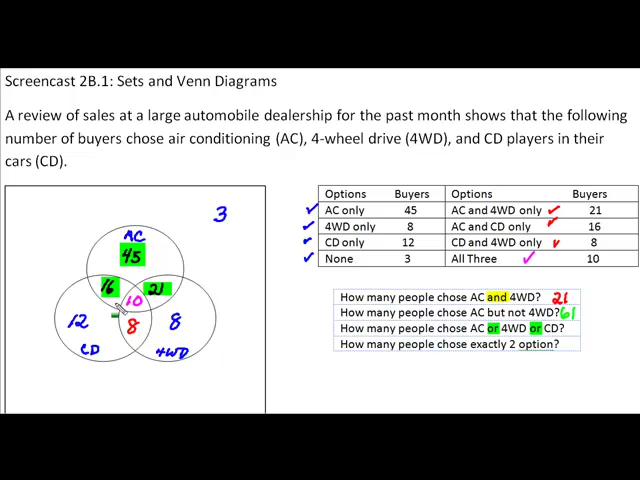 Screencast 2B.1: Sets and Venn Diagrams
A review of sales at a large automobile dealership for the past month shows that the following
number of buyers chose air conditioning (AC), 4-wheel drive (4WD), and CD players in their
cars (CD).
3
AC
45
16 21
10
12 8 8
CD 4WD
Options Buyers Options Buyers
AC only 45 AC and 4WD only 21
4WD only 8 AC and CD only 16
CD only 12 CD and 4WD only 8
None 3 All Three 10
How many people chose AC and 4WD? 21
How many people chose AC but not 4WD? 61
How many people chose AC or 4WD or CD?
How many people chose exactly 2 option?